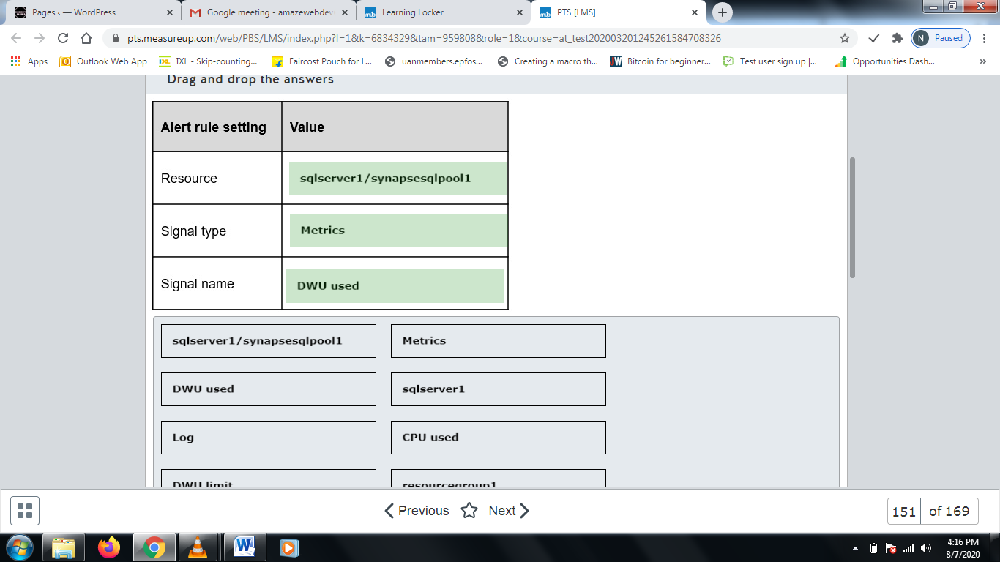 Pages ‹ — WordPress
Google meeting - amazewebdev
Learning Locker
PTS [LMS]
pts.measureup.com/web/PBS/LMS/index.php?l=1&k=6834329&tam=959808&role=1&course=at_test202003201245261584708326
N Paused
Apps Outlook Web App IXL - Skip-counting... Faircost Pouch for L... uanmembers.epfos... Creating a macro th... Bitcoin for beginner... Test user sign up |... Opportunities Dash... »
Drag and drop the answers
Alert rule setting Value
Resource sqlserver1/synapsesqlpool1
Signal type Metrics
Signal name DWU used
sqlserver1/synapsesqlpool1 Metrics
DWU used sqlserver1
Log CPU used
DWU limit resourcegroup1
Previous Next 151 of 169
4:16 PM
8/7/2020